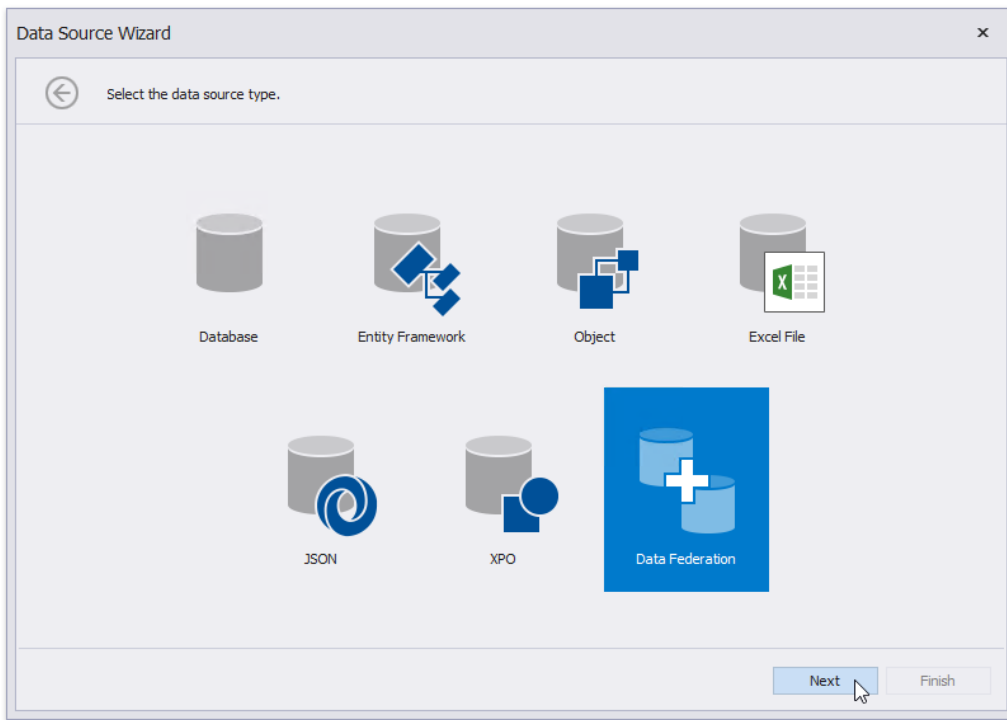 Data Source Wizard
Select the data source type.
Database
Entity Framework
Object
Excel File
X
JSON
XPO
Data Federation
Next
Finish